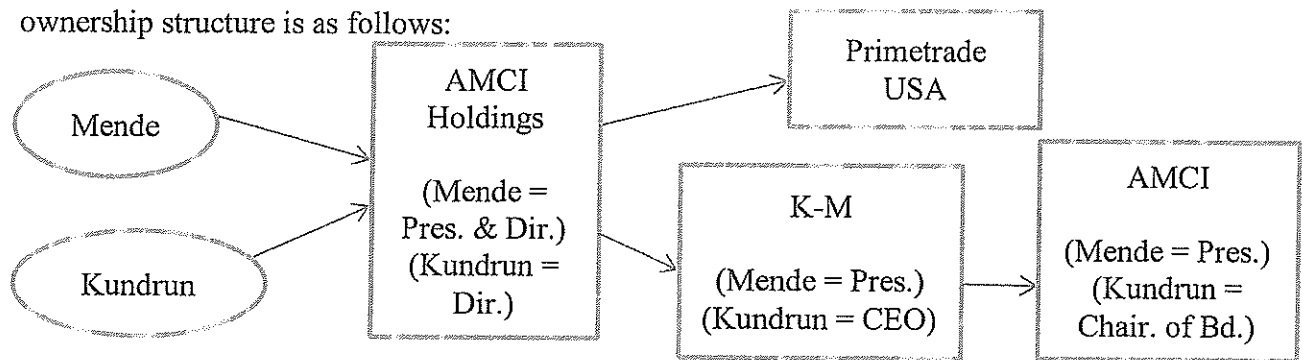 ownership structure is as follows:
Mende
Kundrun
AMCI
Holdings
(Mende =
Pres. & Dir.)
(Kundrun =
Dir.)
Primetrade
USA
K-M
(Mende = Pres.)
(Kundrun = CEO)
AMCI
(Mende = Pres.)
(Kundrun =
Chair. of Bd.)